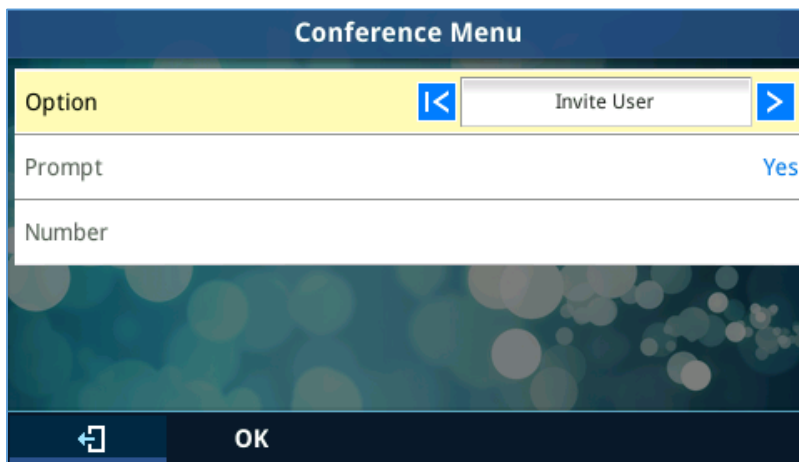 Conference Menu
Option Invite User
Prompt Yes
Number
OK